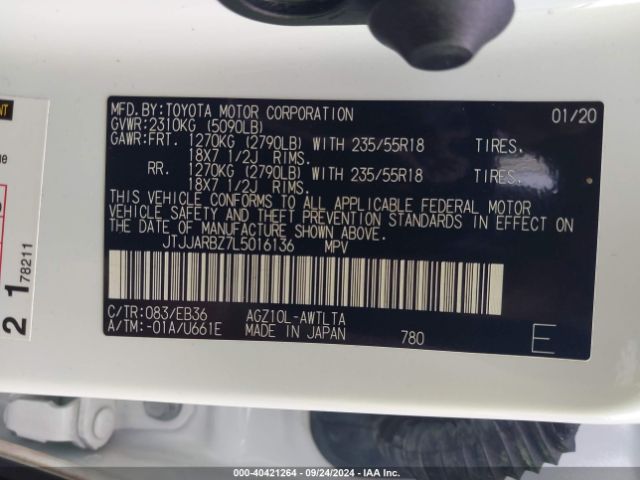 MFD.BY:TOYOTA MOTOR CORPORATION 01/20
GVWR:2310KG (5090LB)
GAWR:FRT. 1270KG (2790LB) WITH 235/55R18 TIRES,
18X7 1/2J RIMS.
RR. 1270KG (2790LB) WITH 235/55R18 TIRES,
18X7 1/2J RIMS.
THIS VEHICLE CONFORMS TO ALL APPLICABLE FEDERAL MOTOR
VEHICLE SAFETY AND THEFT PREVENTION STANDARDS IN EFFECT ON
THE DATE OF MANUFACTURE SHOWN ABOVE.
JTJJARBZ7L5016136 MPV
C/TR:083/EB36 AGZ10L-AWTLTA
A/TM:-01A/U661E MADE IN JAPAN 780 E
2 1 78211
000-40421264 - 09/24/2024 - IAA Inc.